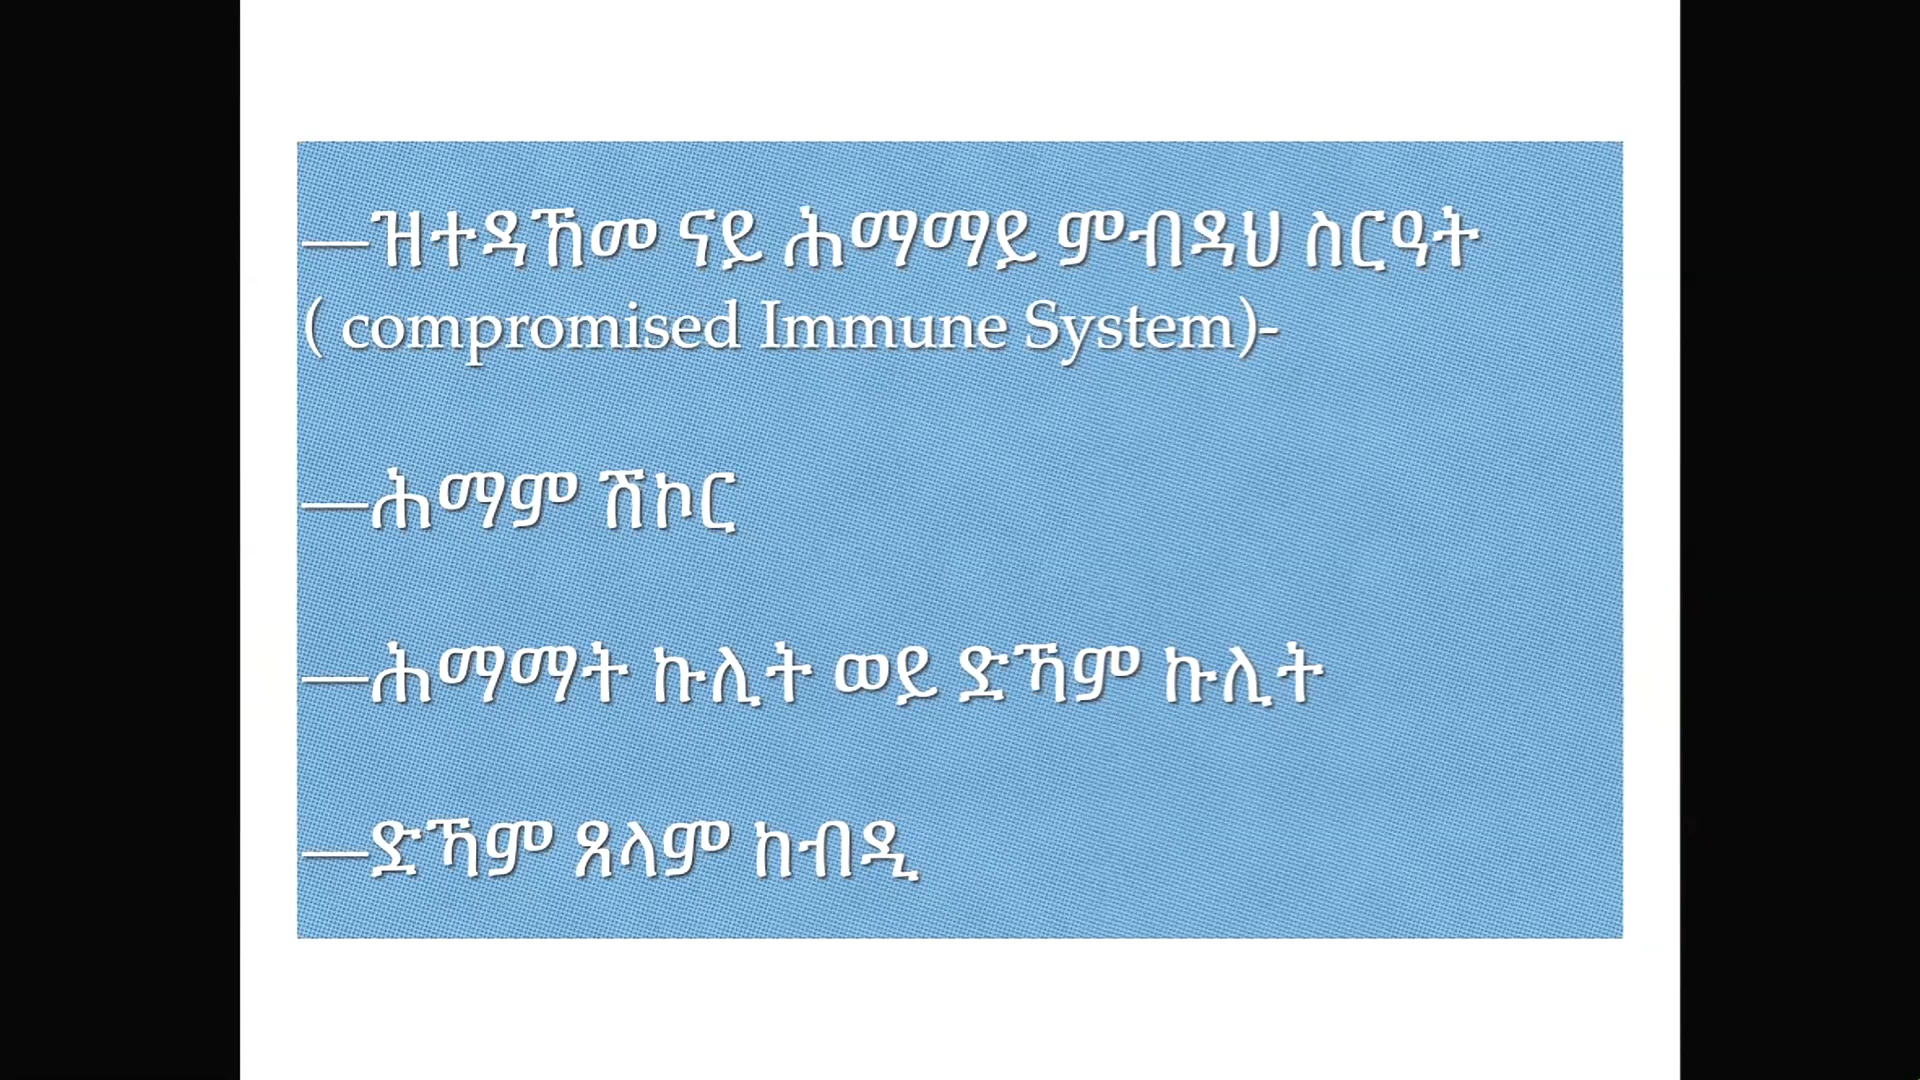 —ዝተዳኸመ ናይ ሕማማይ ምብዳህ ስርዓት
( compromised Immune System)-
—ሕማም ሽኮር
—ሕማማት ኩሊት ወይ ድኻም ኩሊት
—ድኻም ጸላም ከብዲ